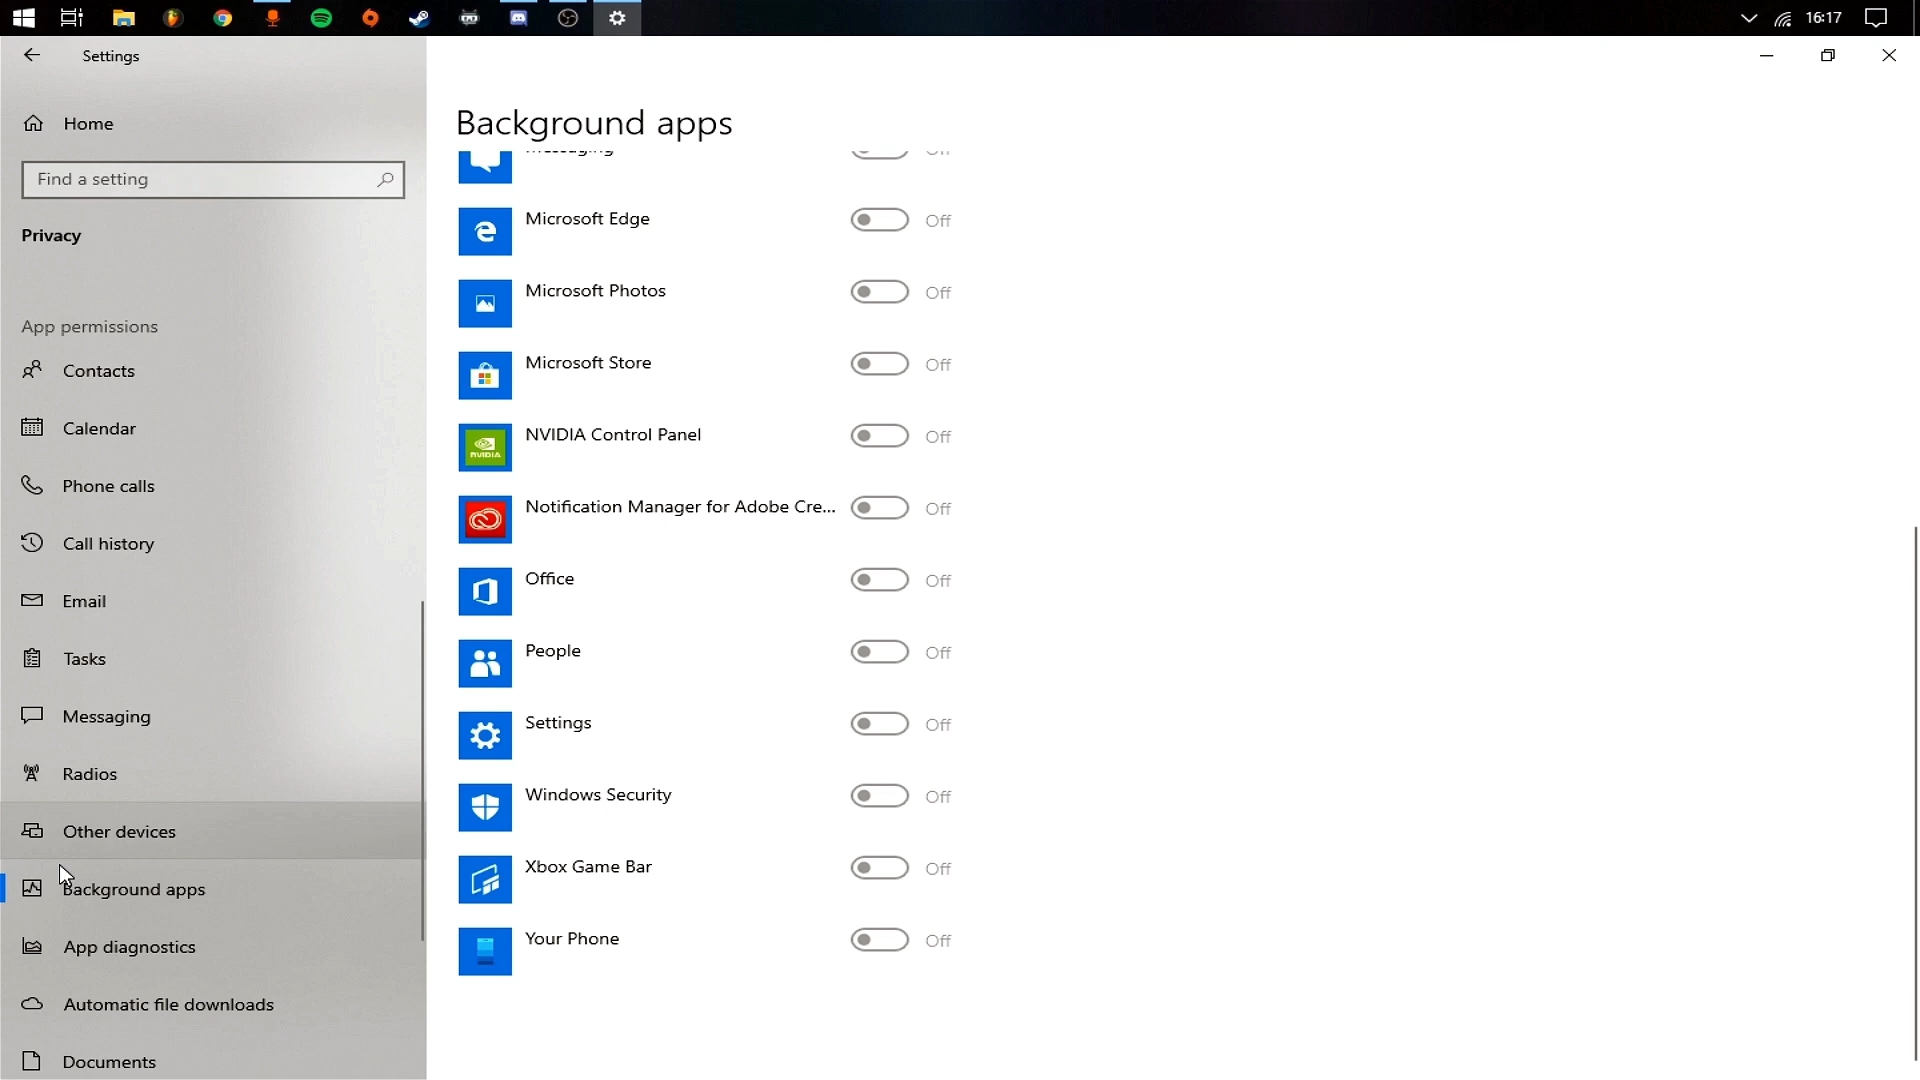 16:17
Settings
Home
Find a setting
Privacy
App permissions
Contacts
Calendar
Phone calls
Call history
Email
Tasks
Messaging
Radios
Other devices
Background apps
App diagnostics
Automatic file downloads
Documents
Background apps
Messaging Off
Microsoft Edge Off
Microsoft Photos Off
Microsoft Store Off
NVIDIA Control Panel Off
NVIDIA
Notification Manager for Adobe Cre... Off
Office Off
People Off
Settings Off
Windows Security Off
Xbox Game Bar Off
Your Phone Off